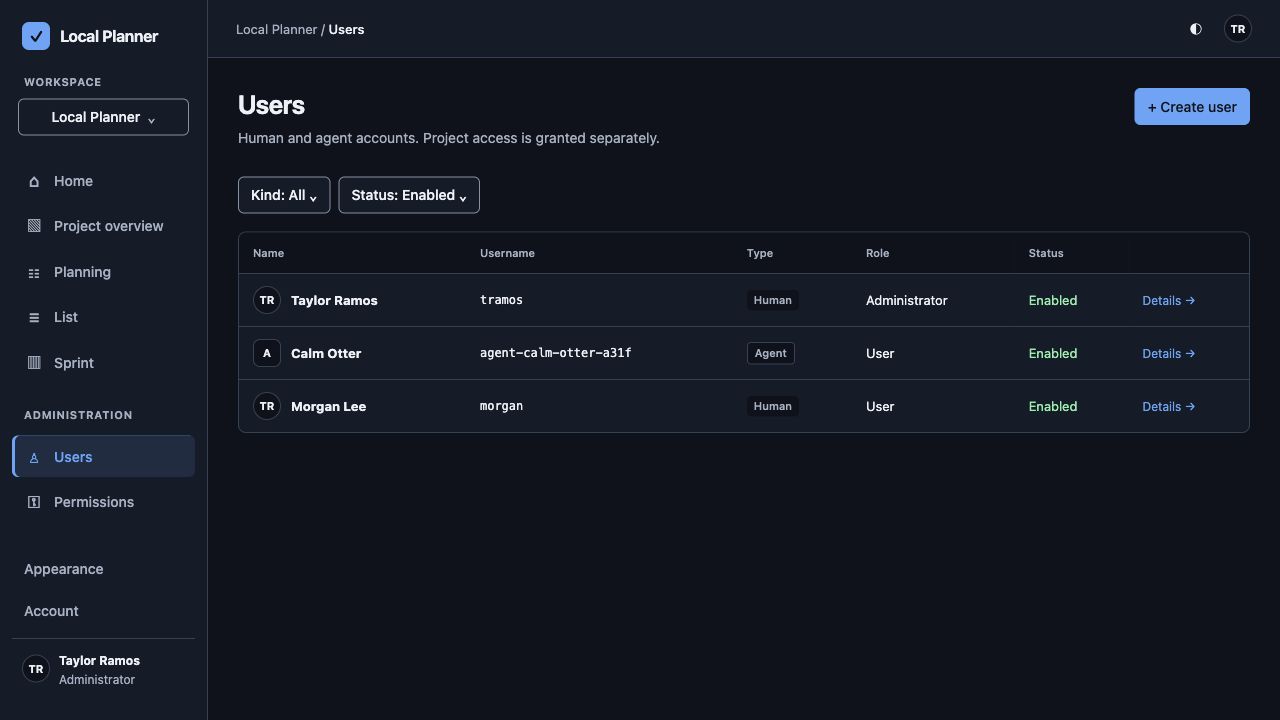 Local Planner
WORKSPACE
Local Planner
Home
Project overview
Planning
List
Sprint
ADMINISTRATION
Users
Permissions
Appearance
Account
TR
Taylor Ramos
Administrator
Local Planner / Users
TR
Users
+ Create user
Human and agent accounts. Project access is granted separately.
Kind: All
Status: Enabled
Name Username Type Role Status
TR Taylor Ramos tramos Human Administrator Enabled Details →
A Calm Otter agent-calm-otter-a31f Agent User Enabled Details →
TR Morgan Lee morgan Human User Enabled Details →